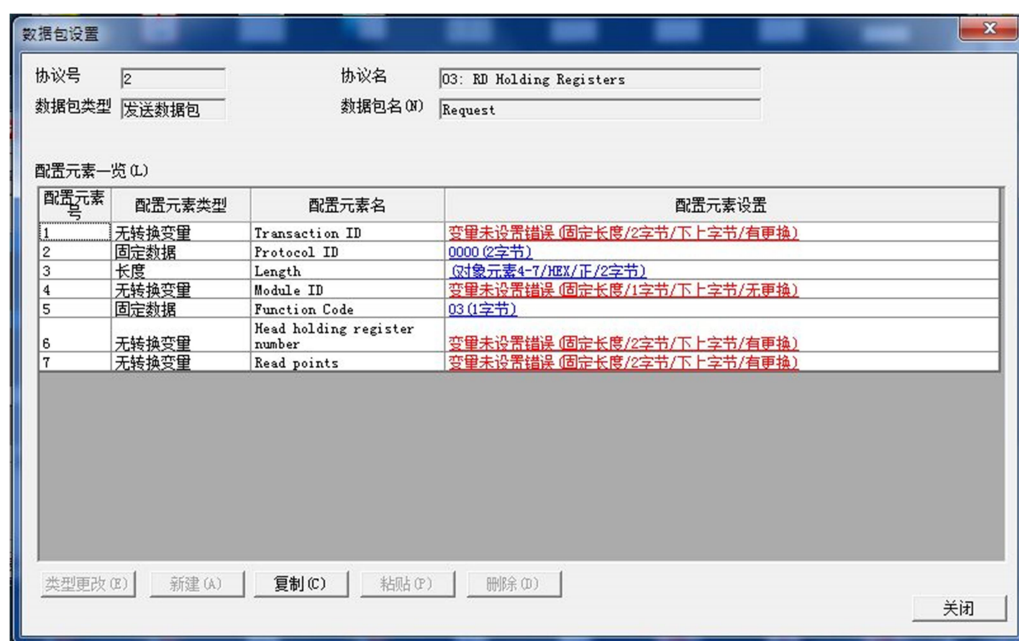 数据包设置
协议号 2 协议名 03: RD Holding Registers
数据包类型 发送数据包 数据包名(N) Request
配置元素一览(L)
配置元素号 配置元素类型 配置元素名 配置元素设置
1 无转换变量 Transaction ID 变量未设置错误(固定长度/2字节/下上字节/有更换)
2 固定数据 Protocol ID 0000(2字节)
3 长度 Length (对象元素4-7/HEX/正/2字节)
4 无转换变量 Module ID 变量未设置错误(固定长度/1字节/下上字节/无更换)
5 固定数据 Function Code 03(1字节)
6 无转换变量 Head holding register number 变量未设置错误(固定长度/2字节/下上字节/有更换)
7 无转换变量 Read points 变量未设置错误(固定长度/2字节/下上字节/有更换)
类型更改(E) 新建(A) 复制(C) 粘贴(P) 删除(D)
关闭